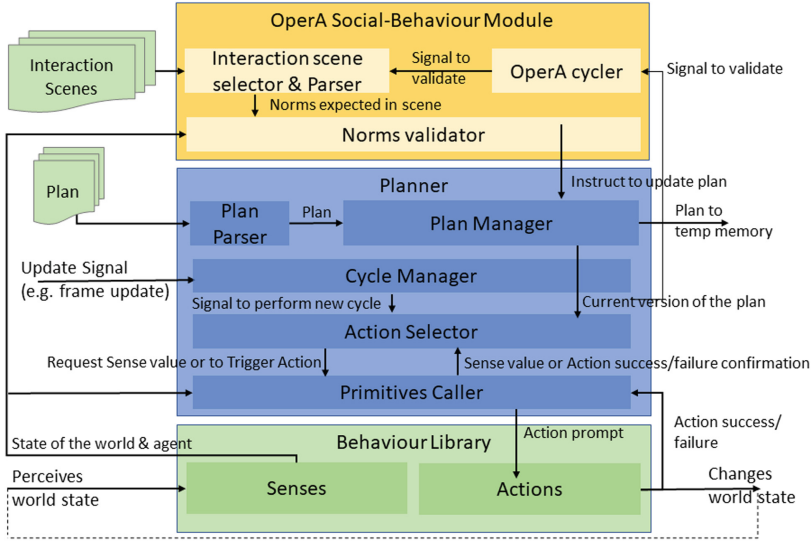 OperA Social-Behaviour Module
Interaction
Scenes
Interaction scene
selector & Parser
Signal to
validate
OperA cycler
Signal to validate
Norms expected in scene
Norms validator
Plan
Planner
Instruct to update plan
Plan
Parser
Plan
Plan Manager
Plan to
temp memory
Update Signal
(e.g. frame update)
Cycle Manager
Signal to perform new cycle
Current version of the plan
Action Selector
Request Sense value or to Trigger Action
Sense value or Action success/failure confirmation
Primitives Caller
Action success/
failure
State of the world & agent
Behaviour Library
Action prompt
Perceives
world state
Senses
Actions
Changes
world state